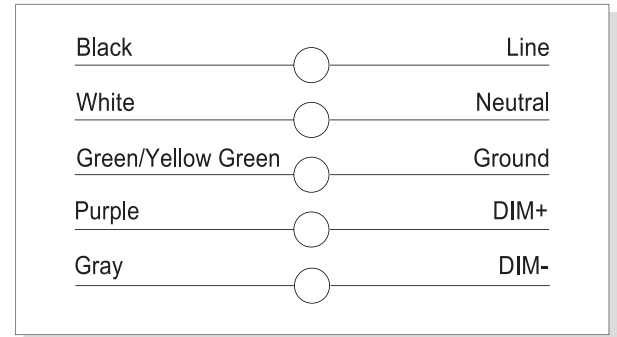 Black Line
White Neutral
Green/Yellow Green Ground
Purple DIM+
Gray DIM-